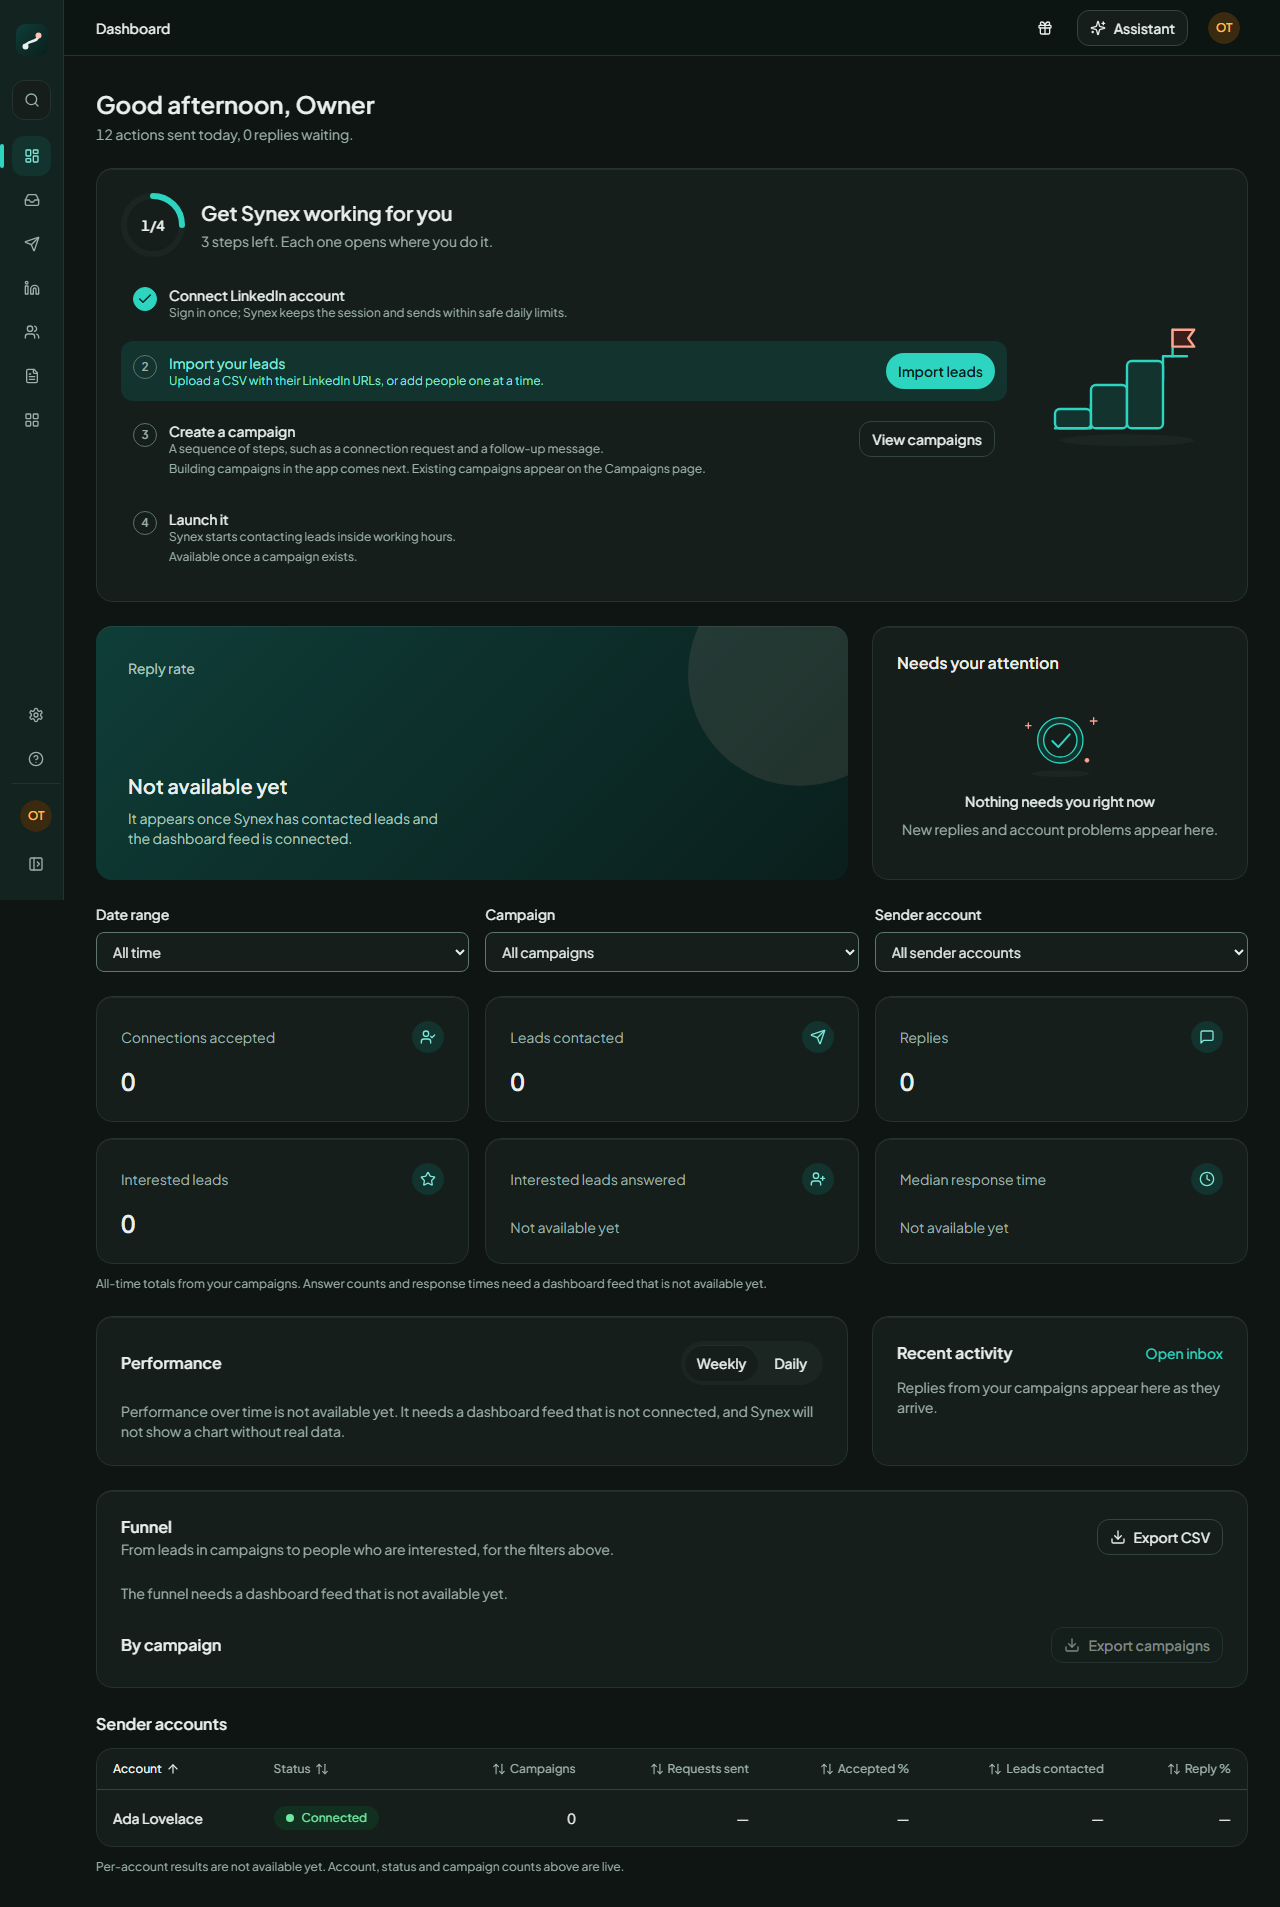 Dashboard
Assistant
OT
Good afternoon, Owner
12 actions sent today, 0 replies waiting.
1/4
Get Synex working for you
3 steps left. Each one opens where you do it.
Connect LinkedIn account
Sign in once; Synex keeps the session and sends within safe daily limits.
2
Import your leads
Upload a CSV with their LinkedIn URLs, or add people one at a time.
Import leads
3
Create a campaign
A sequence of steps, such as a connection request and a follow-up message.
Building campaigns in the app comes next. Existing campaigns appear on the Campaigns page.
View campaigns
4
Launch it
Synex starts contacting leads inside working hours.
Available once a campaign exists.
Reply rate
Not available yet
It appears once Synex has contacted leads and
the dashboard feed is connected.
Needs your attention
Nothing needs you right now
New replies and account problems appear here.
OT
Date range
Campaign
Sender account
All time
All campaigns
All sender accounts
Connections accepted
0
Leads contacted
0
Replies
0
Interested leads
0
Interested leads answered
Not available yet
Median response time
Not available yet
All-time totals from your campaigns. Answer counts and response times need a dashboard feed that is not available yet.
Performance
Weekly
Daily
Performance over time is not available yet. It needs a dashboard feed that is not connected, and Synex will
not show a chart without real data.
Recent activity
Open inbox
Replies from your campaigns appear here as they
arrive.
Funnel
From leads in campaigns to people who are interested, for the filters above.
Export CSV
The funnel needs a dashboard feed that is not available yet.
By campaign
Export campaigns
Sender accounts
Account
Status
Campaigns
Requests sent
Accepted %
Leads contacted
Reply %
Ada Lovelace
Connected
0
—
—
—
—
Per-account results are not available yet. Account, status and campaign counts above are live.